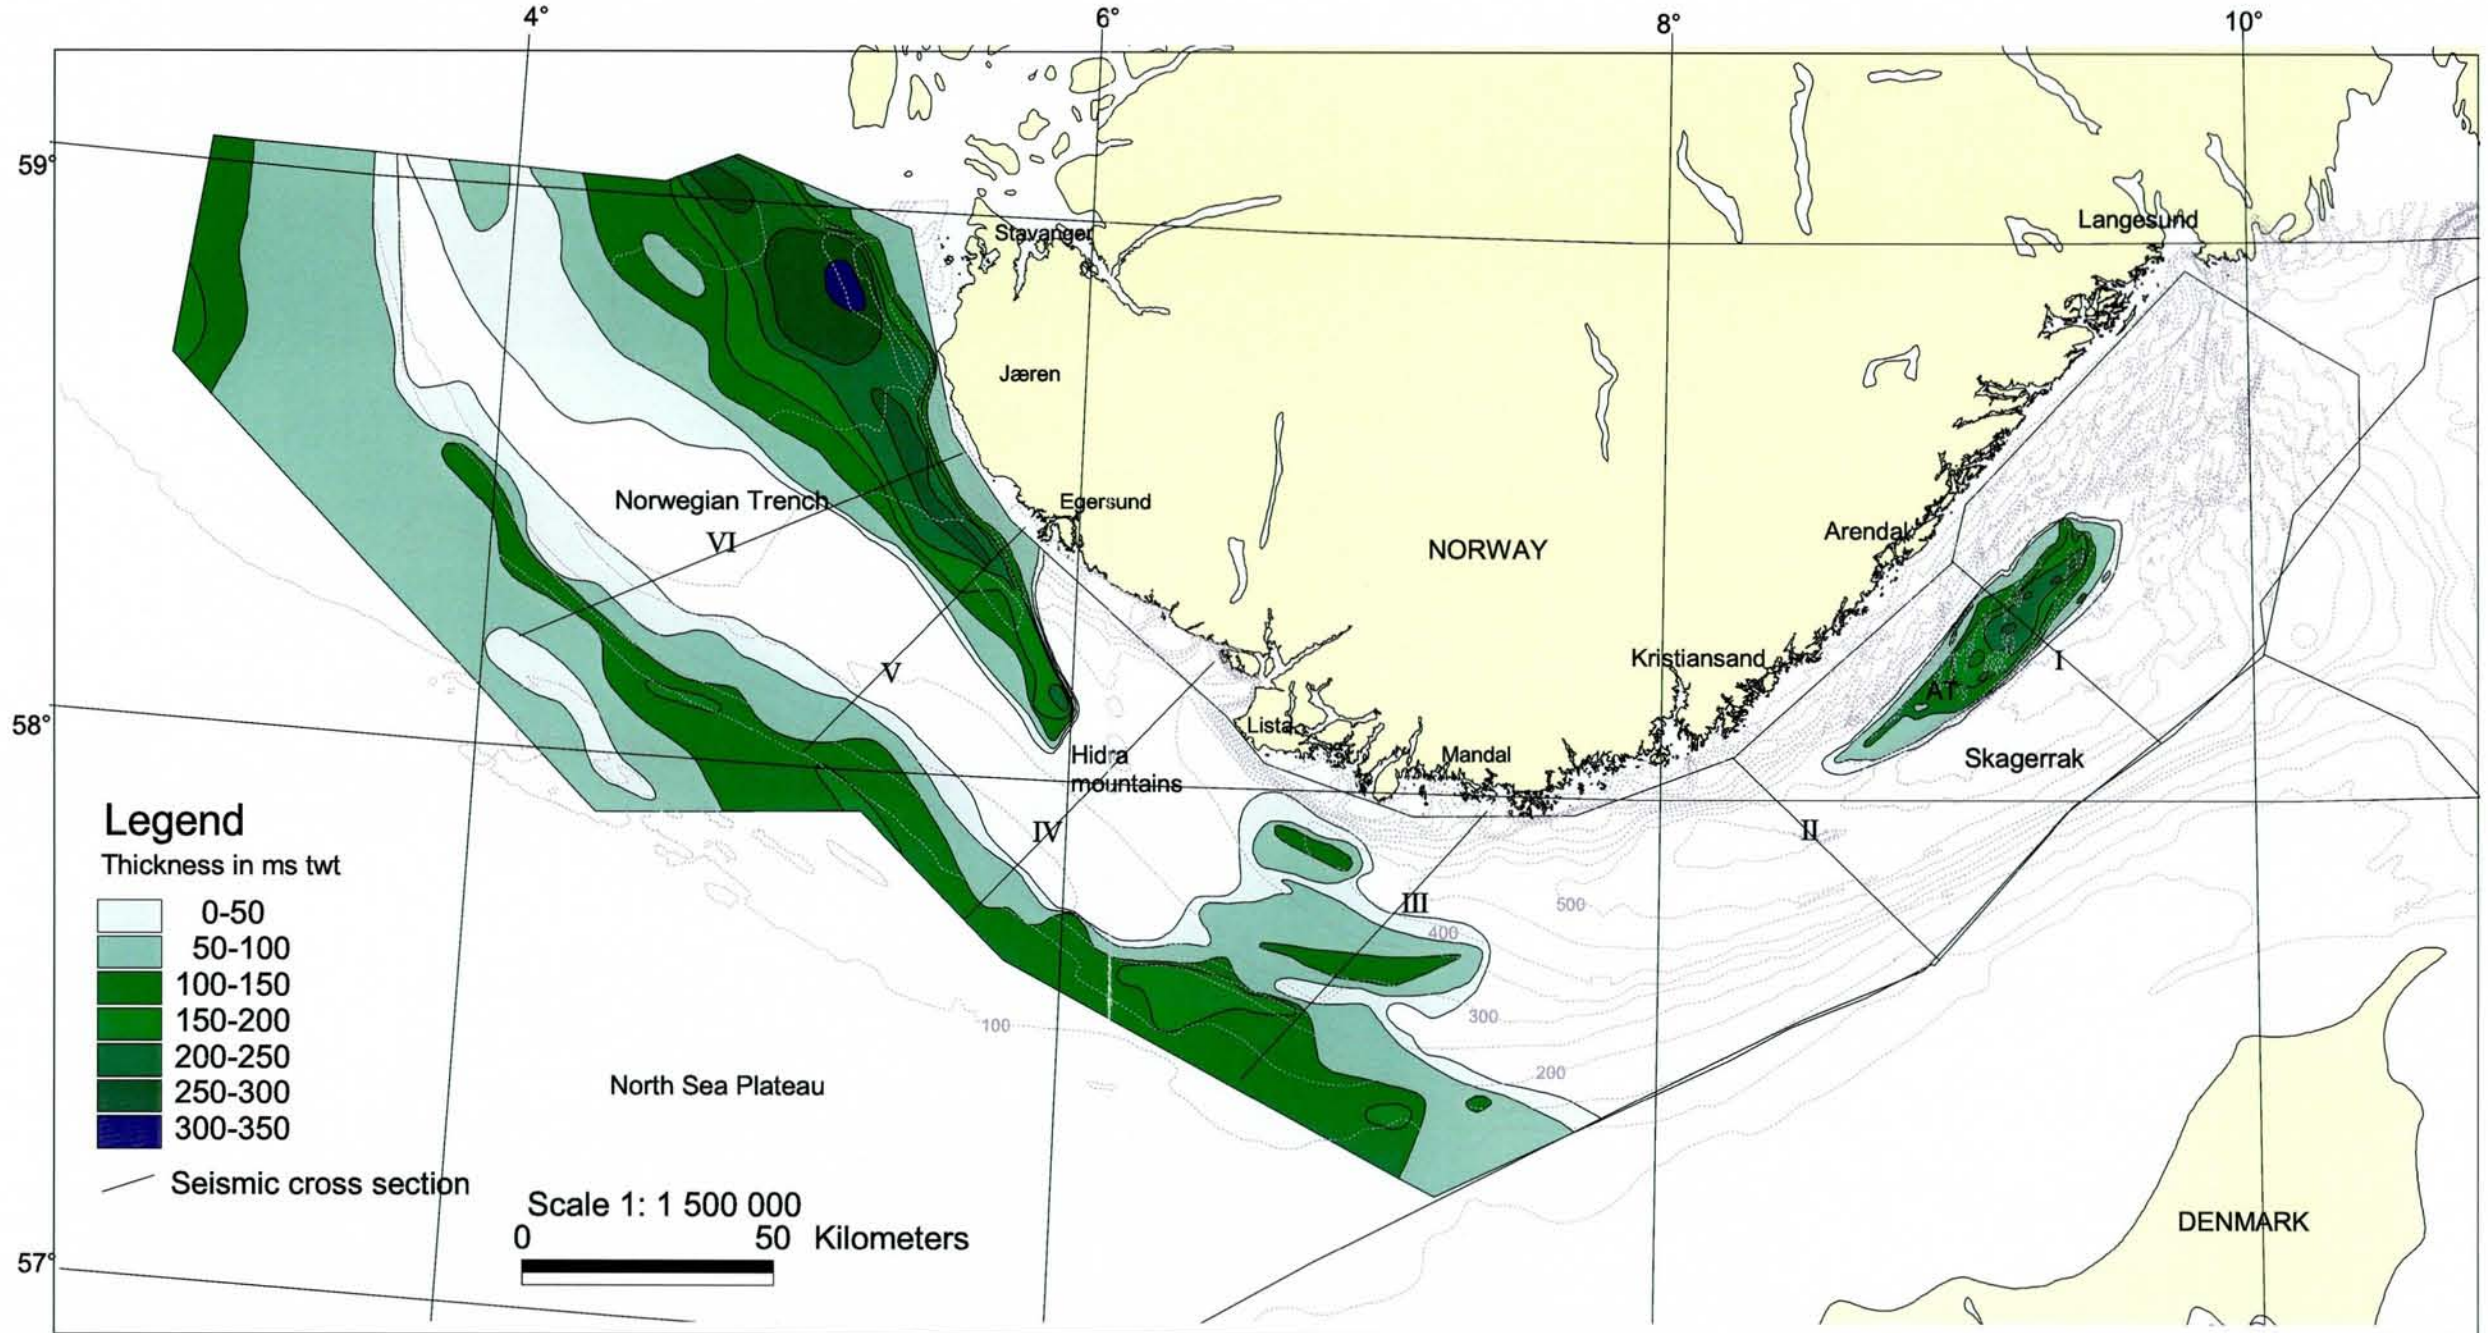 4°
6°
8°
10°
59°
Langesund
Stavanger
Jæren
Norwegian Trench
Egersund
VI
NORWAY
Arendal
Kristiansand
V
I
AT
58°
Lista
Hidra
mountains
Mandal
Skagerrak
IV
II
III
500
400
300
200
100
Legend
Thickness in ms twt
0-50
50-100
100-150
150-200
200-250
250-300
300-350
Seismic cross section
North Sea Plateau
Scale 1: 1 500 000
0 50 Kilometers
57°
DENMARK